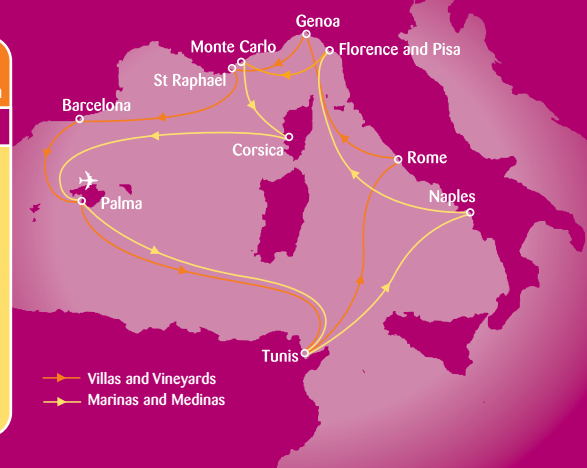 Genoa
Monte Carlo
Florence and Pisa
St Raphael
Barcelona
Corsica
Rome
Palma
Naples
Tunis
Villas and Vineyards
Marinas and Medinas